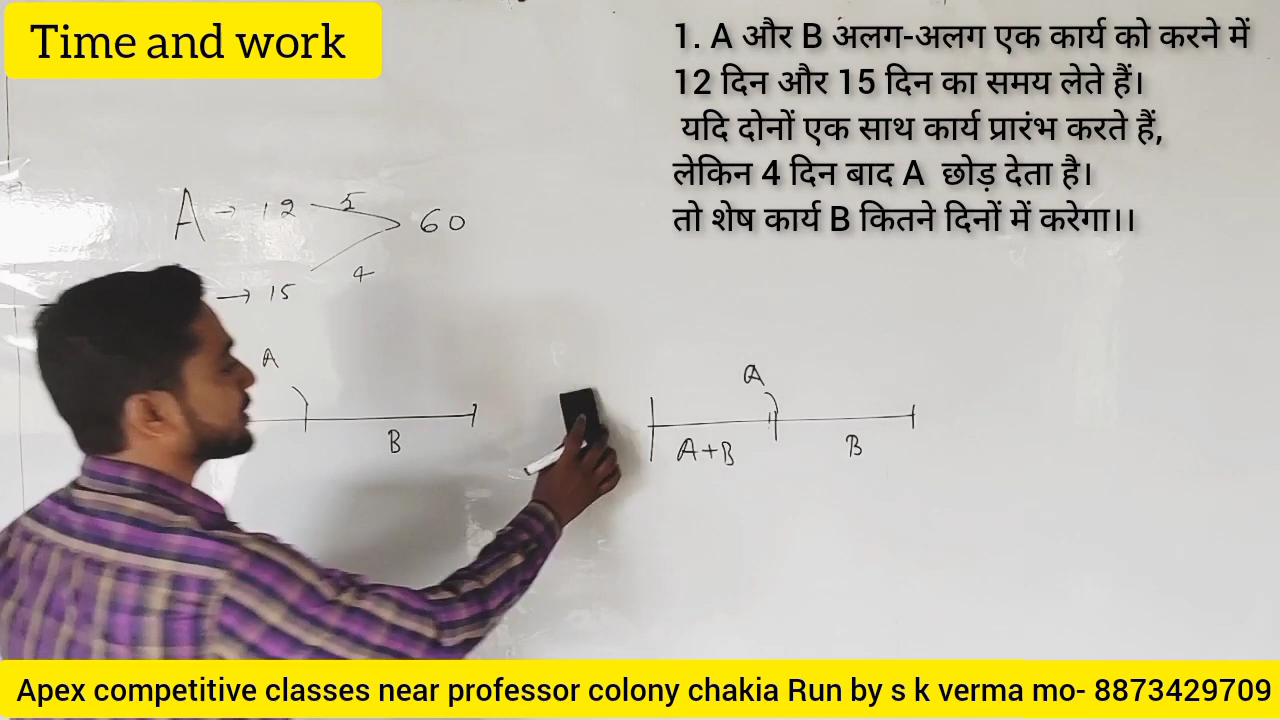 Time and work
1. A और B अलग-अलग एक कार्य को करने में
12 दिन और 15 दिन का समय लेते हैं।
यदि दोनों एक साथ कार्य प्रारंभ करते हैं,
लेकिन 4 दिन बाद A छोड़ देता है।
तो शेष कार्य B कितने दिनों में करेगा।।
A → 12 5 60
4
→ 15
A
B
A
A+B B
Apex competitive classes near professor colony chakia Run by s k verma mo- 8873429709